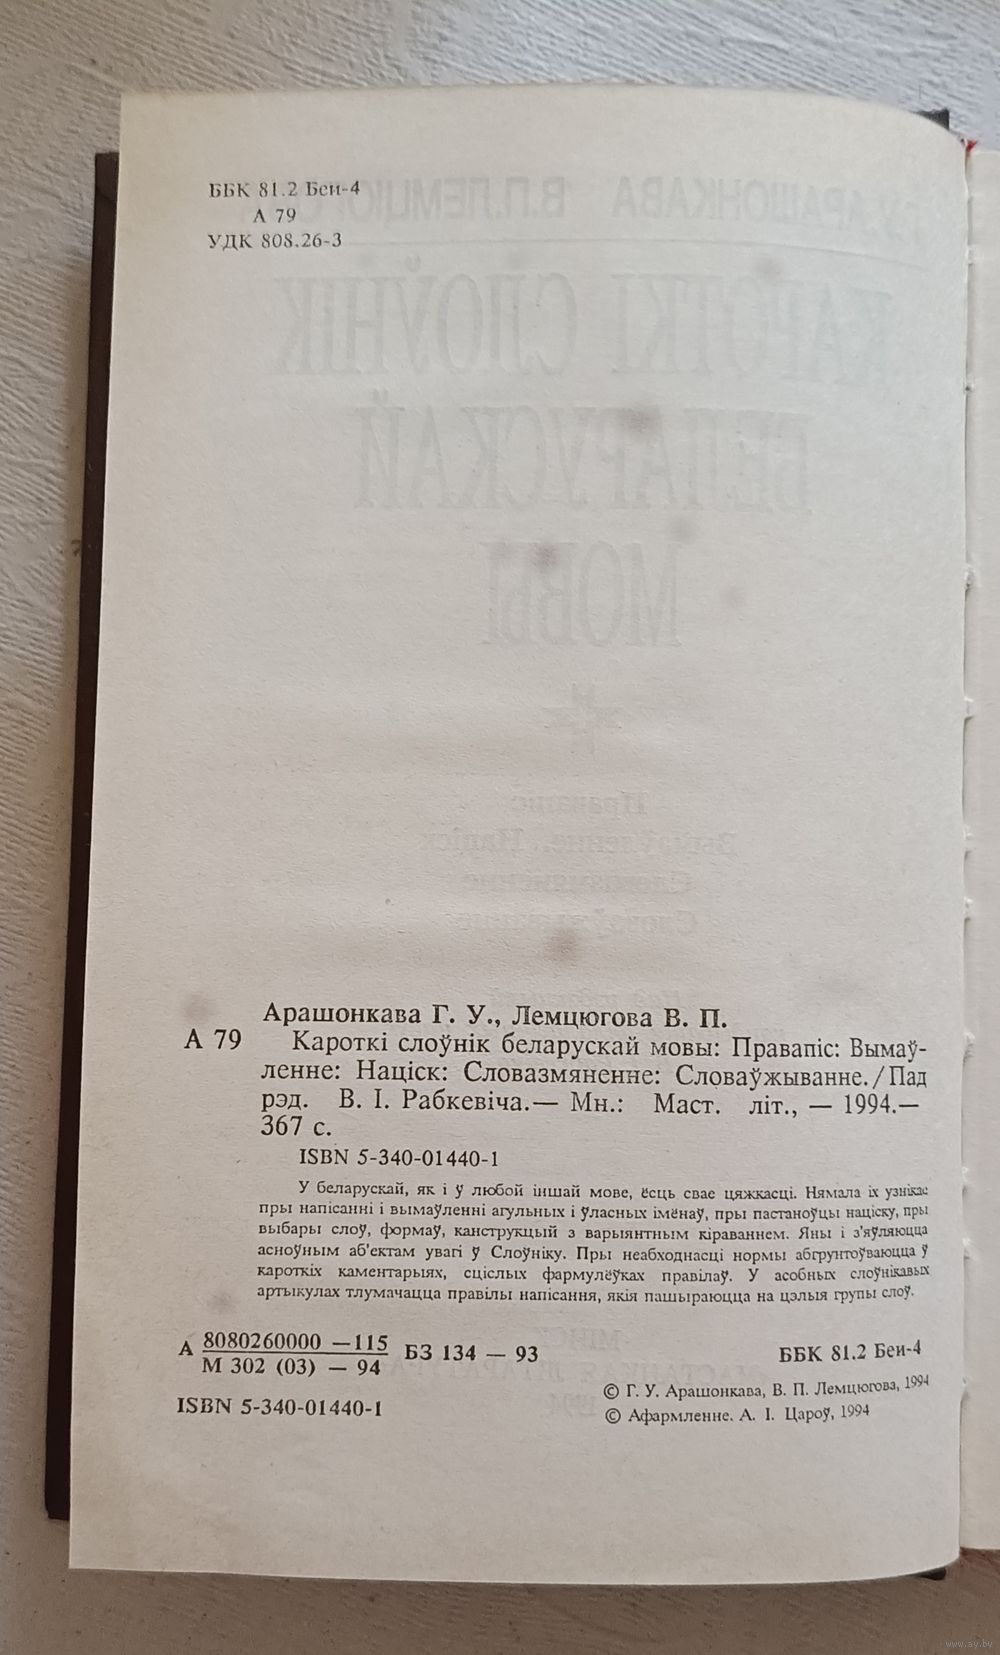 ББК 81.2 Беи-4
А 79
УДК 808.26-3
Арашонкава Г. У., Лемцюгова В. П.
А 79 Кароткі слоўнік беларускай мовы: Правапіс: Вымаў-
ленне: Націск: Словазмяненне: Словаўжыванне./Пад
рэд. В. І. Рабкевіча.— Мн.: Маст. літ., — 1994.—
367 с.
ISBN 5-340-01440-1
У беларускай, як і ў любой іншай мове, ёсць свае цяжкасці. Нямала іх узнікае
пры напісанні і вымаўленні агульных і ўласных імёнаў, пры пастаноўцы націску, пры
выбары слоў, формаў, канструкцый з варыянтным кіраваннем. Яны і з'яўляюцца
асноўным аб'ектам увагі ў Слоўніку. Пры неабходнасці нормы абгрунтоўваюцца ў
кароткіх каментарыях, сціслых фармулёўках правілаў. У асобных слоўнікавых
артыкулах тлумачацца правілы напісання, якія пашыраюцца на цэлыя групы слоў.
А 8080260000 —115
М 302 (03) — 94
БЗ 134 — 93
ББК 81.2 Беи-4
ISBN 5-340-01440-1
© Г. У. Арашонкава, В. П. Лемцюгова, 1994
© Афармленне. А. І. Цароў, 1994
www.ay.by